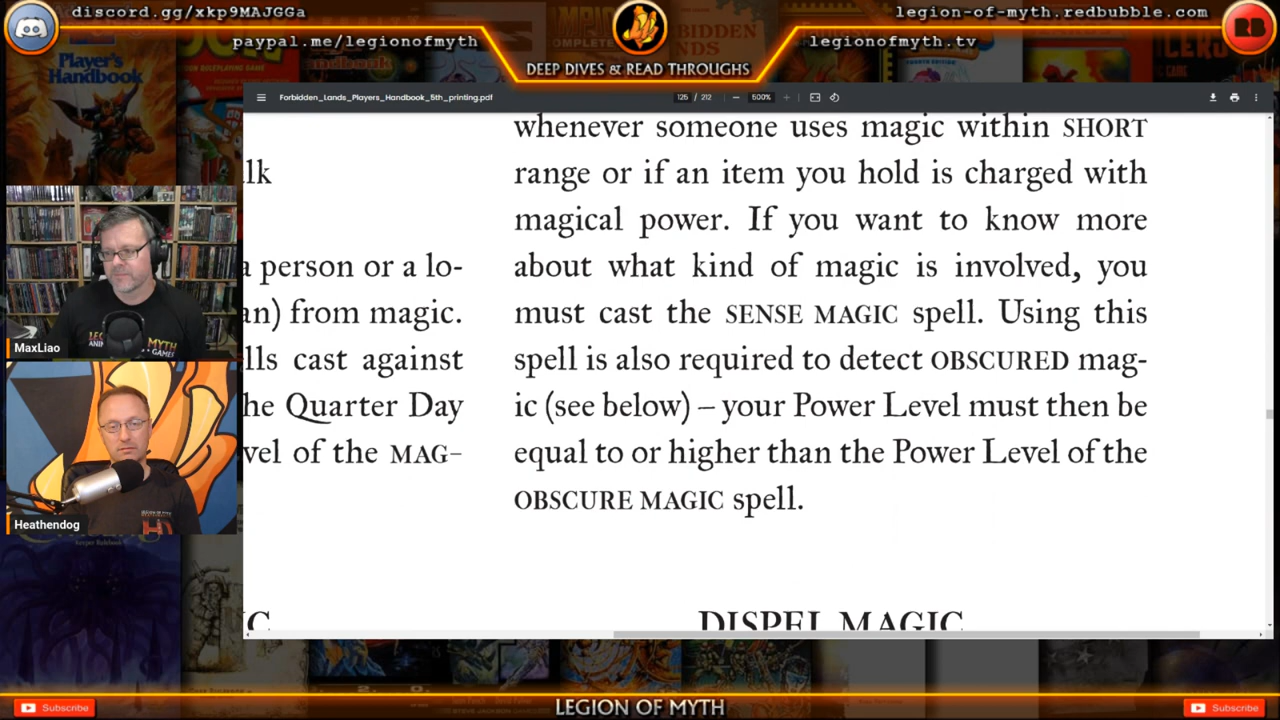 discord.gg/xkp9MAJGGa
paypal.me/legionofmyth
legion-of-myth.redbubble.com
legionofmyth.tv
DEEP DIVES & READ THROUGHS
Player's
Handbook
Forbidden_Lands_Players_Handbook_5th_printing.pdf
125 / 212
500%
lk
a person or a lo-
an) from magic.
lls cast against
he Quarter Day
vel of the MAG-
whenever someone uses magic within SHORT
range or if an item you hold is charged with
magical power. If you want to know more
about what kind of magic is involved, you
must cast the SENSE MAGIC spell. Using this
spell is also required to detect OBSCURED mag-
ic (see below) – your Power Level must then be
equal to or higher than the Power Level of the
OBSCURE MAGIC spell.
DISPEL MAGIC
MaxLiao
Heathendog
Subscribe
LEGION OF MYTH
Subscribe